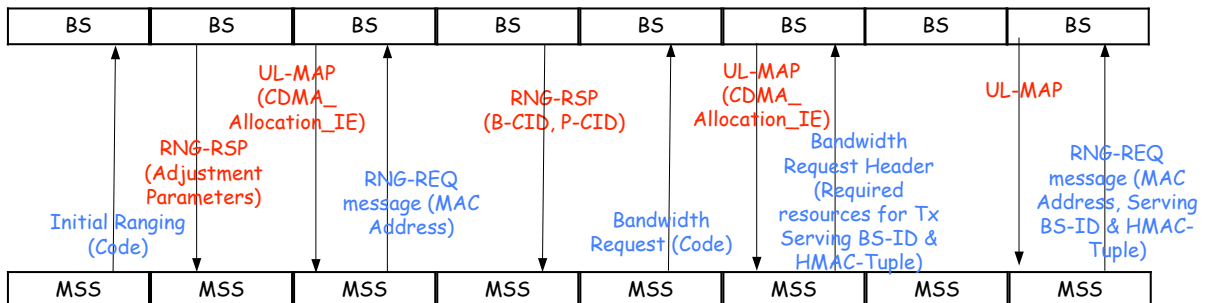 BS BS BS BS BS BS BS BS
UL-MAP
(CDMA_
Allocation_IE)
RNG-RSP
(B-CID, P-CID)
UL-MAP
(CDMA_
Allocation_IE)
UL-MAP
RNG-RSP
(Adjustment
Parameters)
Initial Ranging
(Code)
RNG-REQ
message (MAC
Address)
Bandwidth
Request (Code)
Bandwidth
Request Header
(Required
resources for Tx
Serving BS-ID &
HMAC-Tuple)
RNG-REQ
message (MAC
Address, Serving
BS-ID & HMAC-
Tuple)
MSS MSS MSS MSS MSS MSS MSS MSS